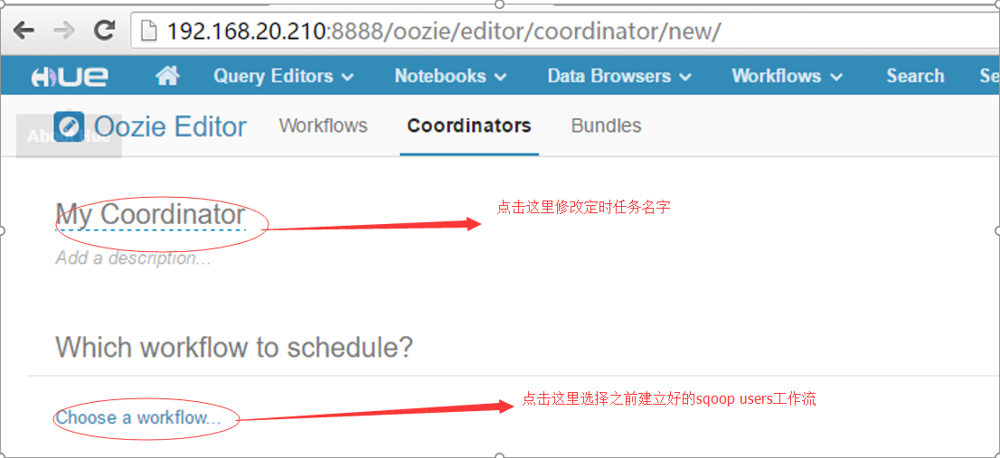 192.168.20.210:8888/oozie/editor/coordinator/new/
HUE Query Editors Notebooks Data Browsers Workflows Search Se
Oozie Editor Workflows Coordinators Bundles
About Hue
My Coordinator
点击这里修改定时任务名字
Add a description...
Which workflow to schedule?
点击这里选择之前建立好的sqoop users工作流
Choose a workflow...